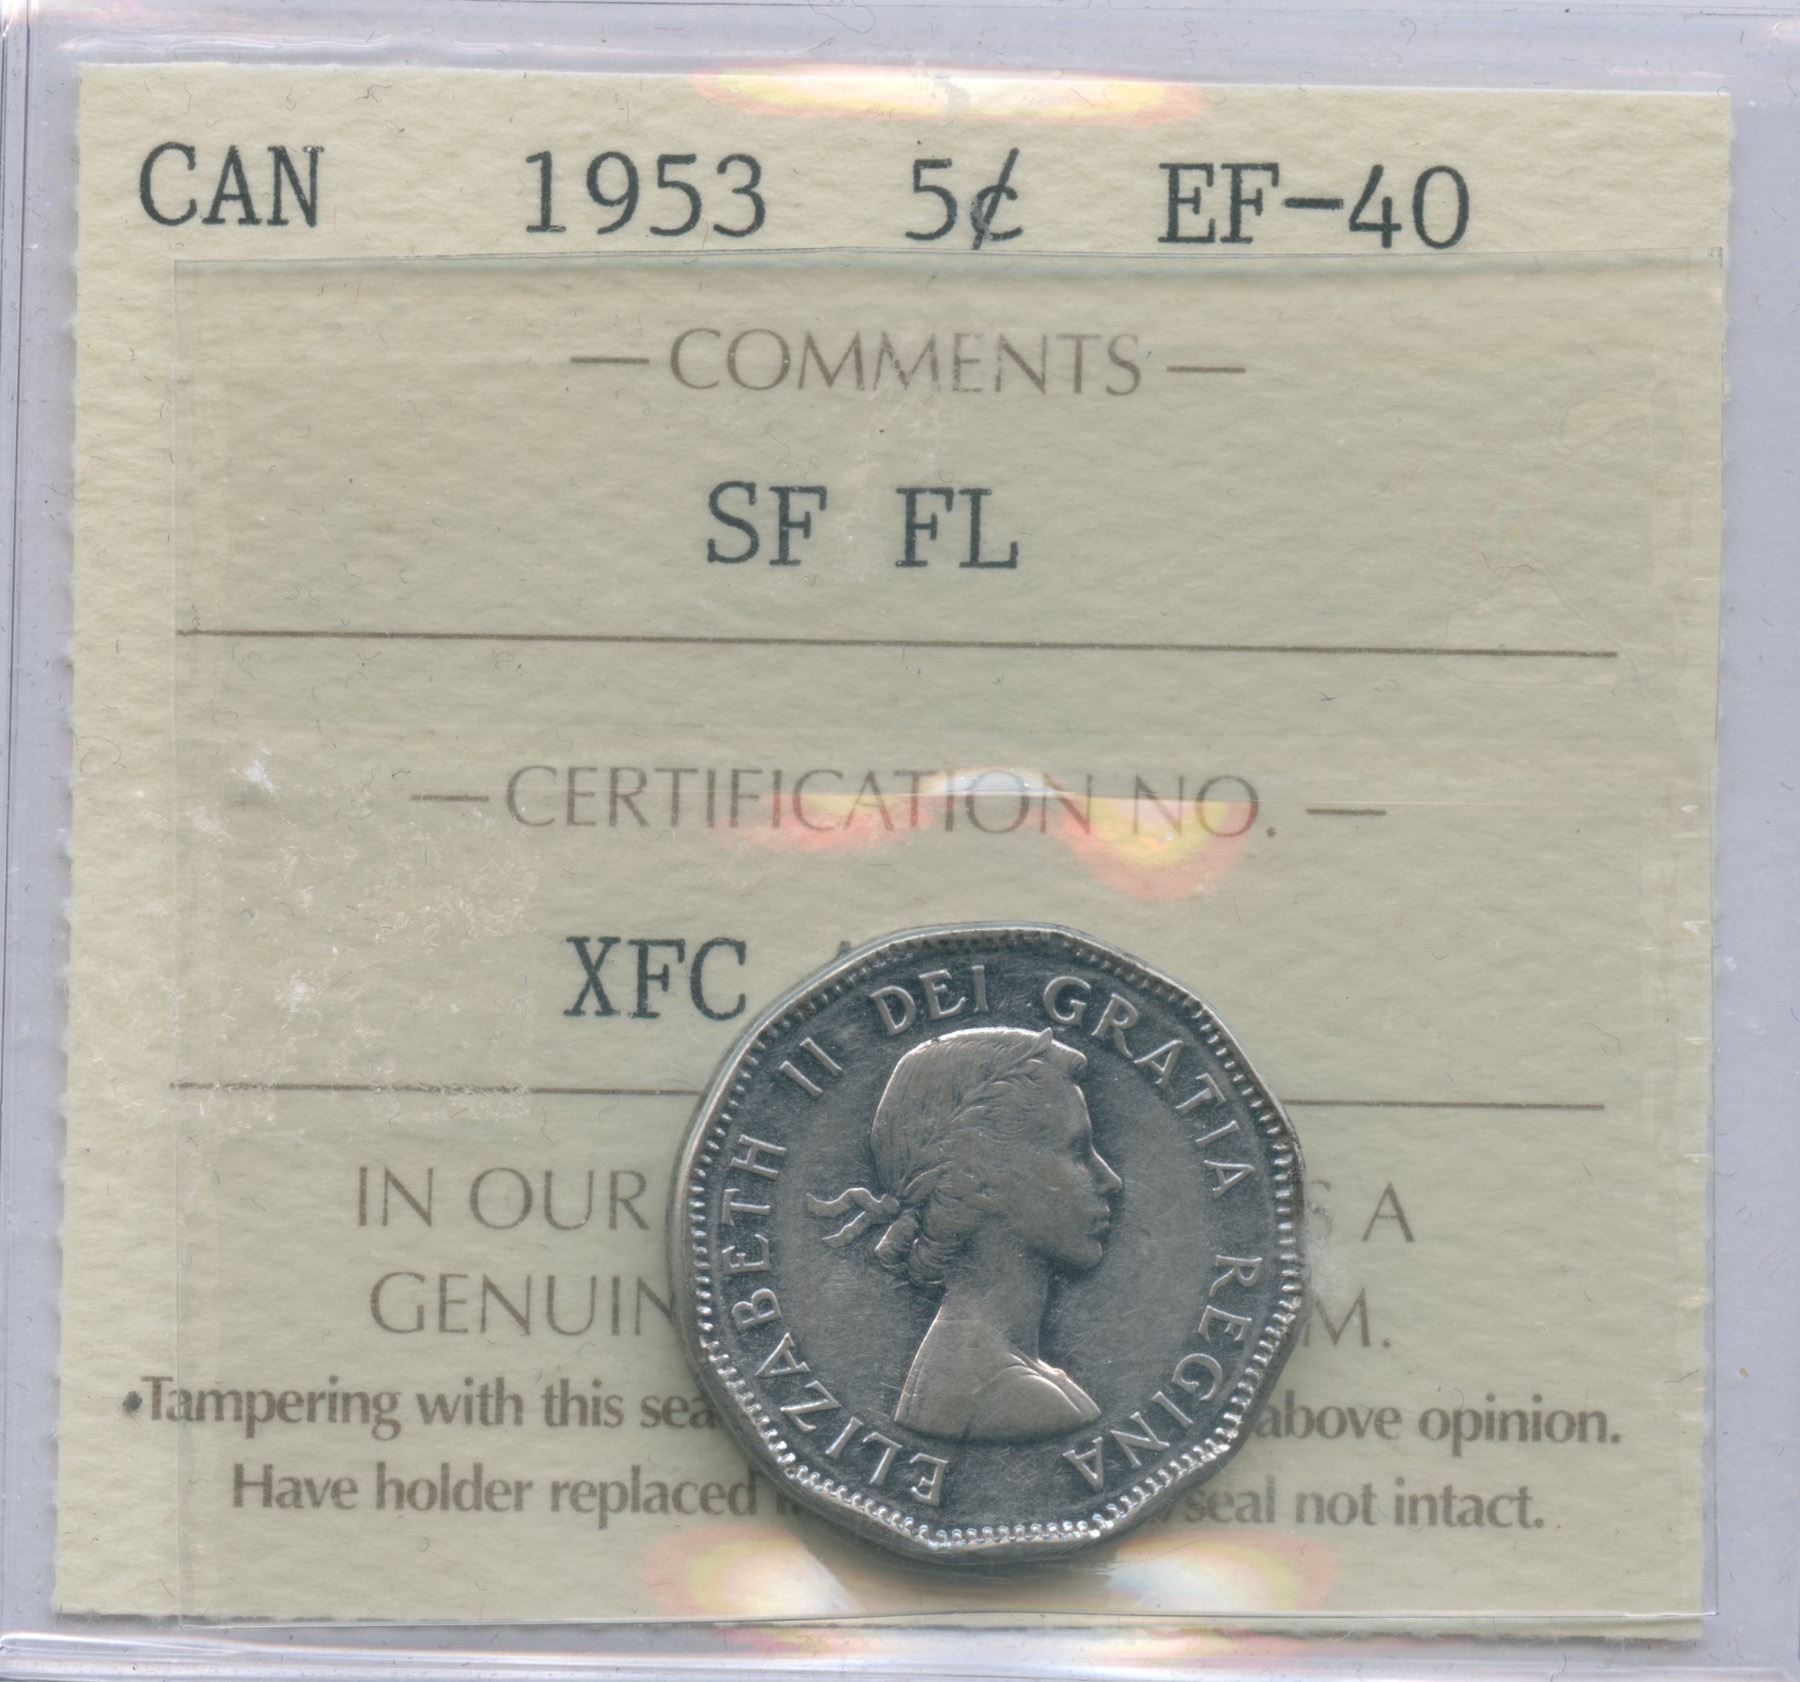 CAN 1953 5¢ EF-40
— COMMENTS —
SF FL
— CERTIFICATION NO. —
XFC
ELIZABETH II DEI GRATIA REGINA
IN OUR A
GENUIN M.
•Tampering with this sea above opinion.
Have holder replaced seal not intact.